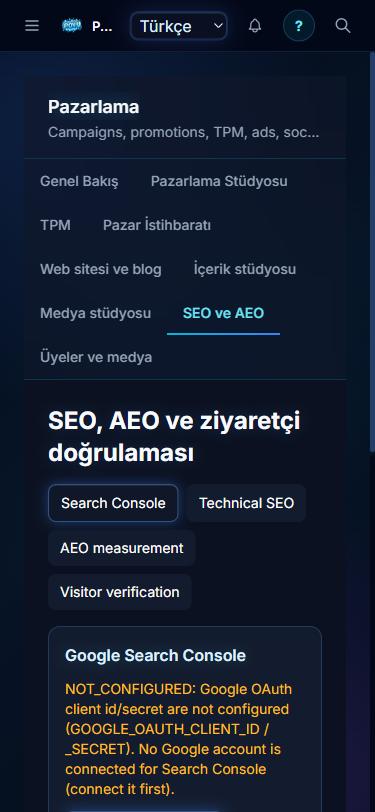 P...
Türkçe
?
Pazarlama
Campaigns, promotions, TPM, ads, soc...
Genel Bakış
Pazarlama Stüdyosu
TPM
Pazar İstihbaratı
Web sitesi ve blog
İçerik stüdyosu
Medya stüdyosu
SEO ve AEO
Üyeler ve medya
SEO, AEO ve ziyaretçi
doğrulaması
Search Console
Technical SEO
AEO measurement
Visitor verification
Google Search Console
NOT_CONFIGURED: Google OAuth
client id/secret are not configured
(GOOGLE_OAUTH_CLIENT_ID /
_SECRET). No Google account is
connected for Search Console
(connect it first).